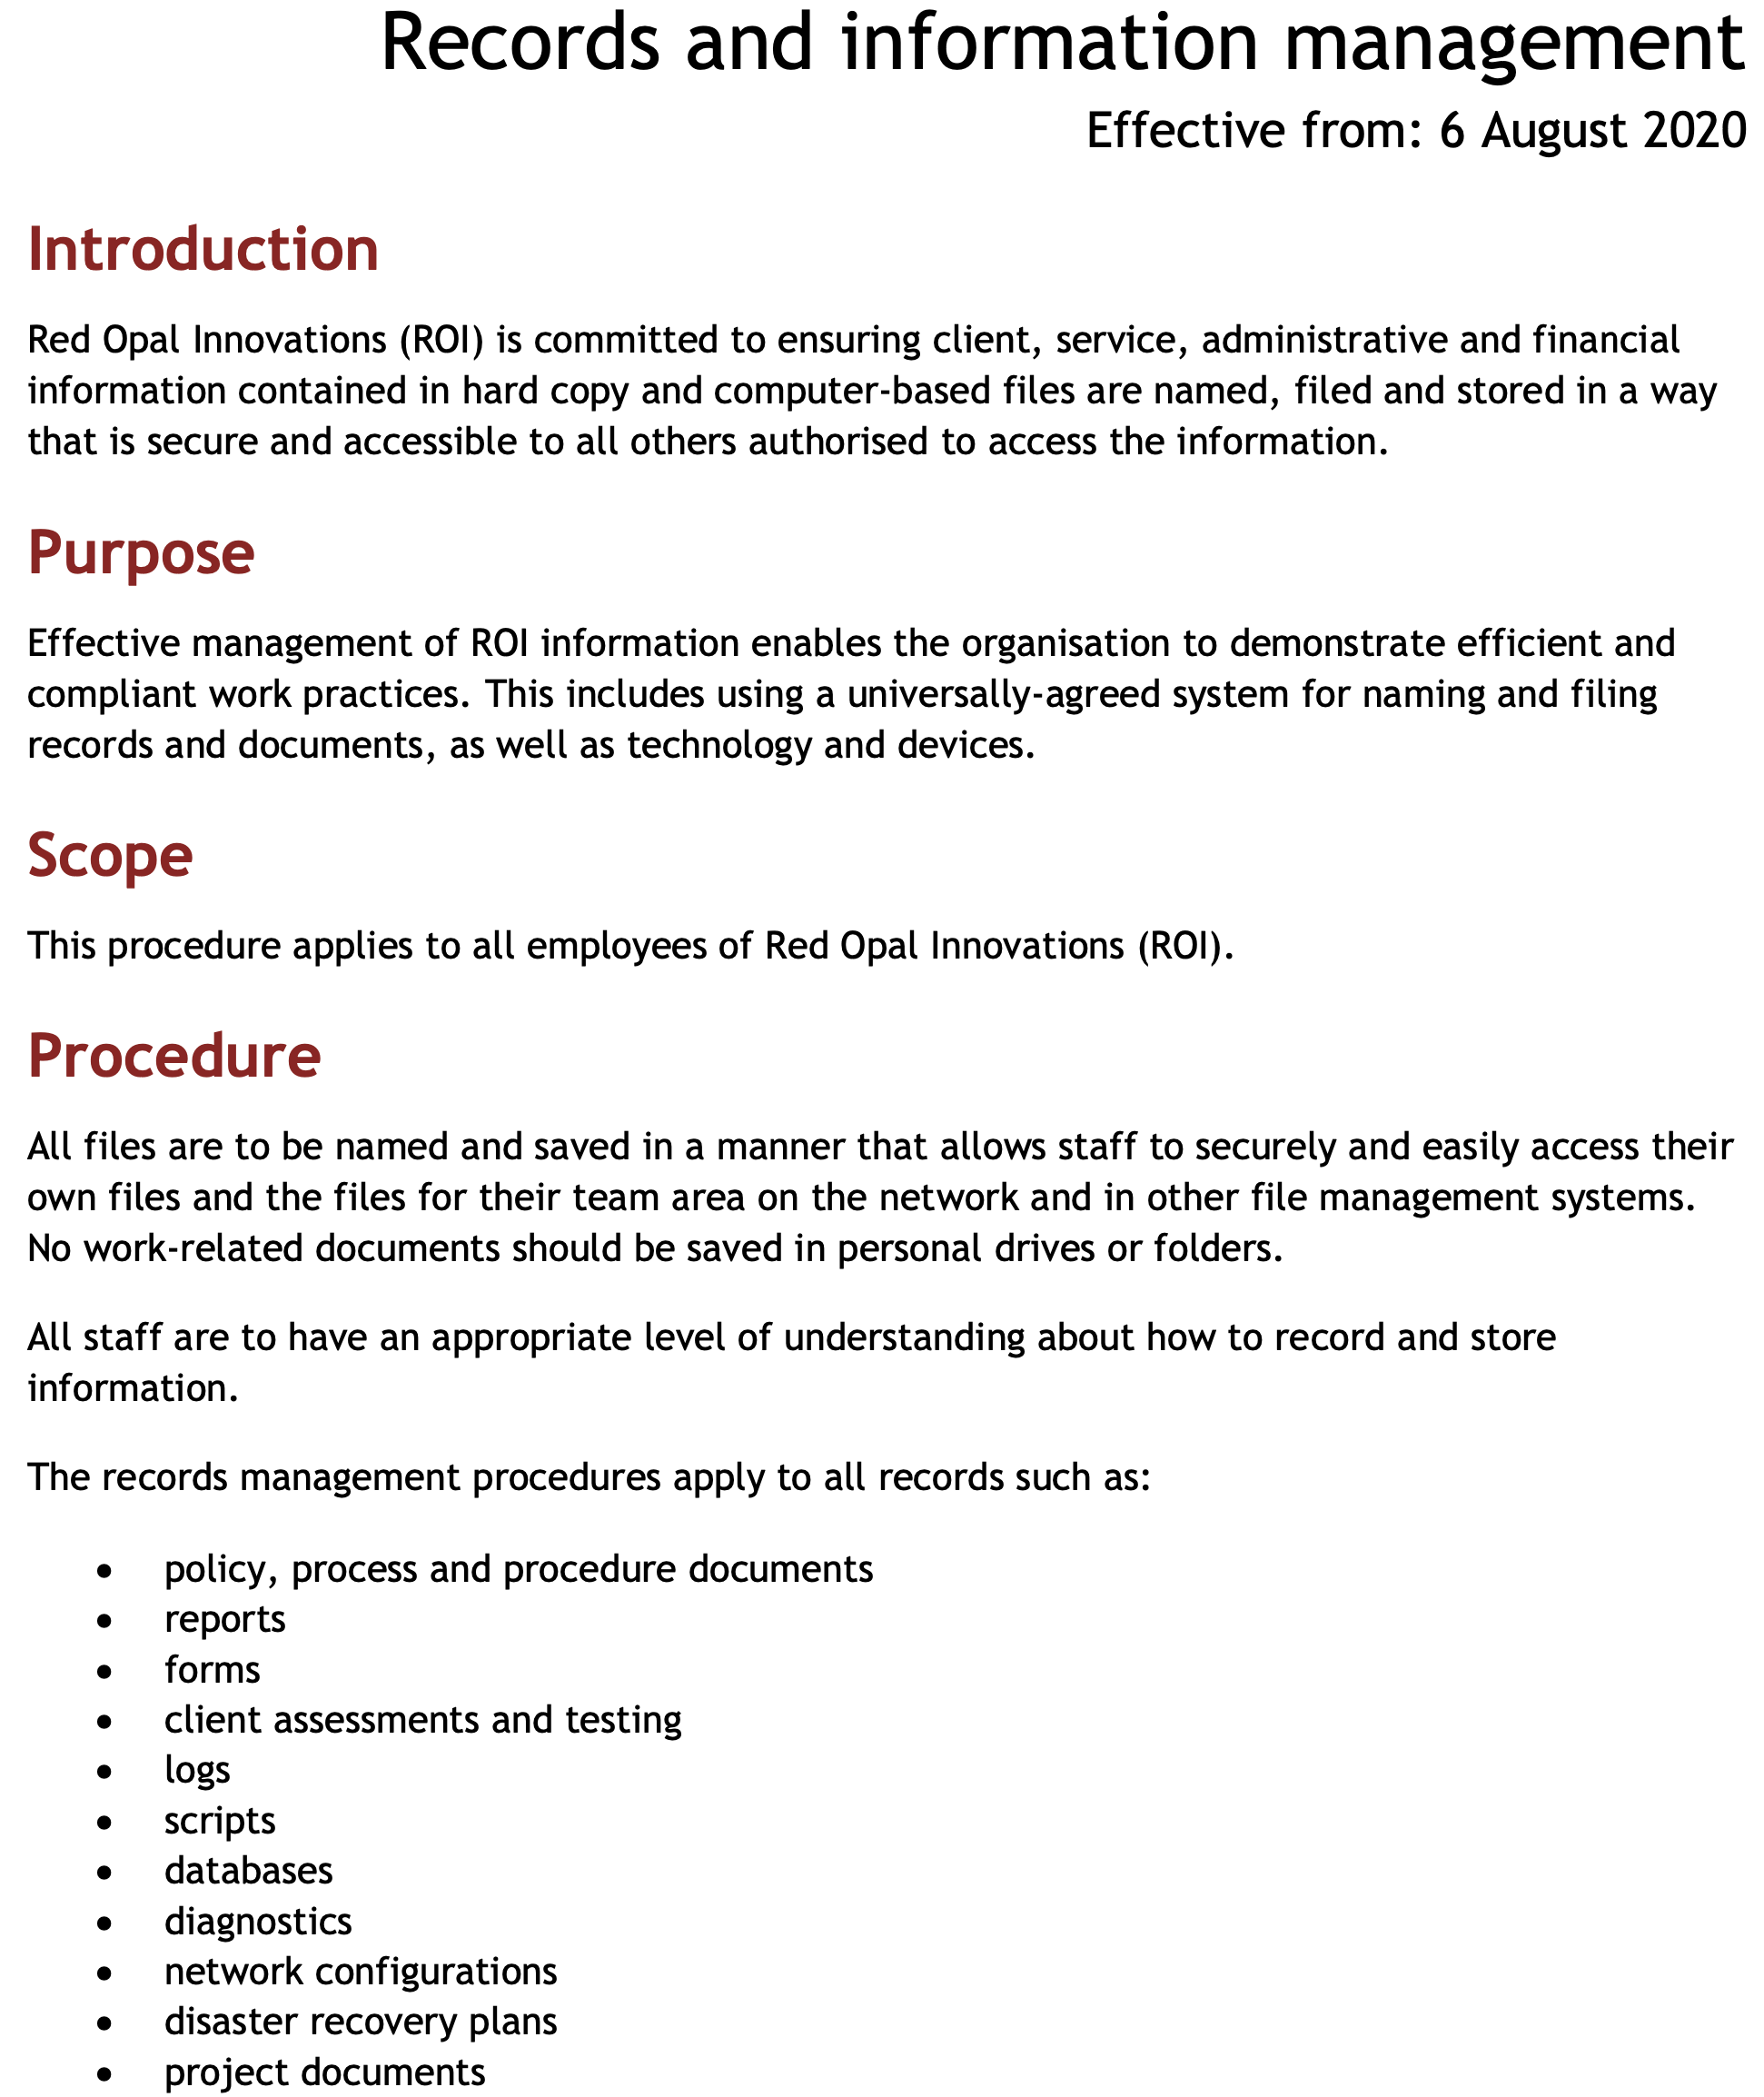 Records and information management
Effective from: 6 August 2020
Introduction
Red Opal Innovations (ROI) is committed to ensuring client, service, administrative and financial
information contained in hard copy and computer-based files are named, filed and stored in a way
that is secure and accessible to all others authorised to access the information.
Purpose
Effective management of ROI information enables the organisation to demonstrate efficient and
compliant work practices. This includes using a universally-agreed system for naming and filing
records and documents, as well as technology and devices.
Scope
This procedure applies to all employees of Red Opal Innovations (ROI).
Procedure
All files are to be named and saved in a manner that allows staff to securely and easily access their
own files and the files for their team area on the network and in other file management systems.
No work-related documents should be saved in personal drives or folders.
All staff are to have an appropriate level of understanding about how to record and store
information.
The records management procedures apply to all records such as:
• policy, process and procedure documents
• reports
• forms
• client assessments and testing
• logs
• scripts
• databases
• diagnostics
• network configurations
• disaster recovery plans
• project documents